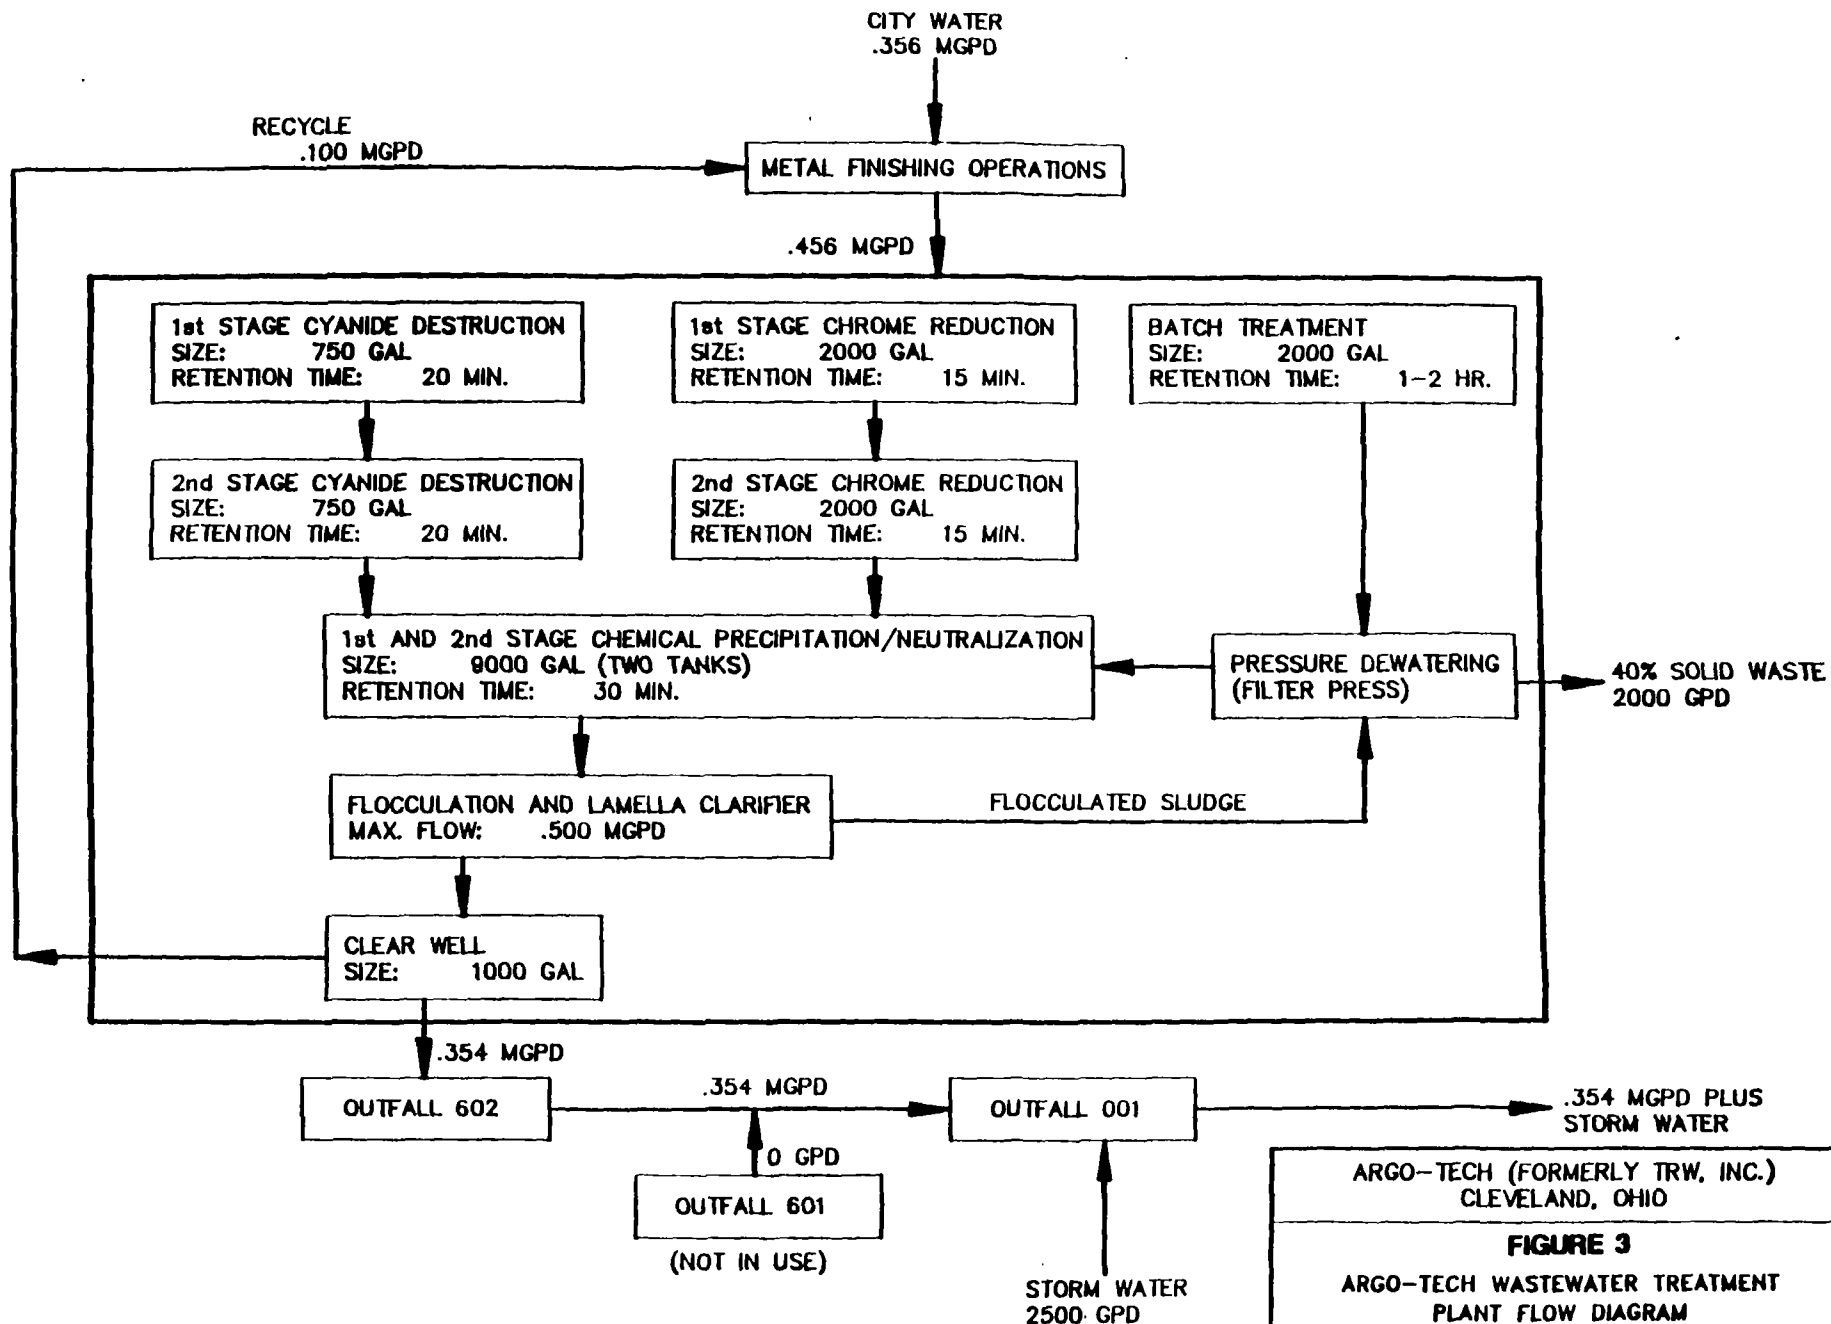 CITY WATER
.356 MGPD
RECYCLE
.100 MGPD
METAL FINISHING OPERATIONS
.456 MGPD
1st STAGE CYANIDE DESTRUCTION
SIZE: 750 GAL
RETENTION TIME: 20 MIN.
1st STAGE CHROME REDUCTION
SIZE: 2000 GAL
RETENTION TIME: 15 MIN.
BATCH TREATMENT
SIZE: 2000 GAL
RETENTION TIME: 1-2 HR.
2nd STAGE CYANIDE DESTRUCTION
SIZE: 750 GAL
RETENTION TIME: 20 MIN.
2nd STAGE CHROME REDUCTION
SIZE: 2000 GAL
RETENTION TIME: 15 MIN.
1st AND 2nd STAGE CHEMICAL PRECIPITATION/NEUTRALIZATION
SIZE: 9000 GAL (TWO TANKS)
RETENTION TIME: 30 MIN.
PRESSURE DEWATERING
(FILTER PRESS)
40% SOLID WASTE
2000 GPD
FLOCCULATION AND LAMELLA CLARIFIER
MAX. FLOW: .500 MGPD
FLOCCULATED SLUDGE
CLEAR WELL
SIZE: 1000 GAL
.354 MGPD
OUTFALL 602
.354 MGPD
OUTFALL 001
.354 MGPD PLUS
STORM WATER
0 GPD
OUTFALL 601
(NOT IN USE)
STORM WATER
2500 GPD
ARGO-TECH (FORMERLY TRW, INC.)
CLEVELAND, OHIO
FIGURE 3
ARGO-TECH WASTEWATER TREATMENT
PLANT FLOW DIAGRAM